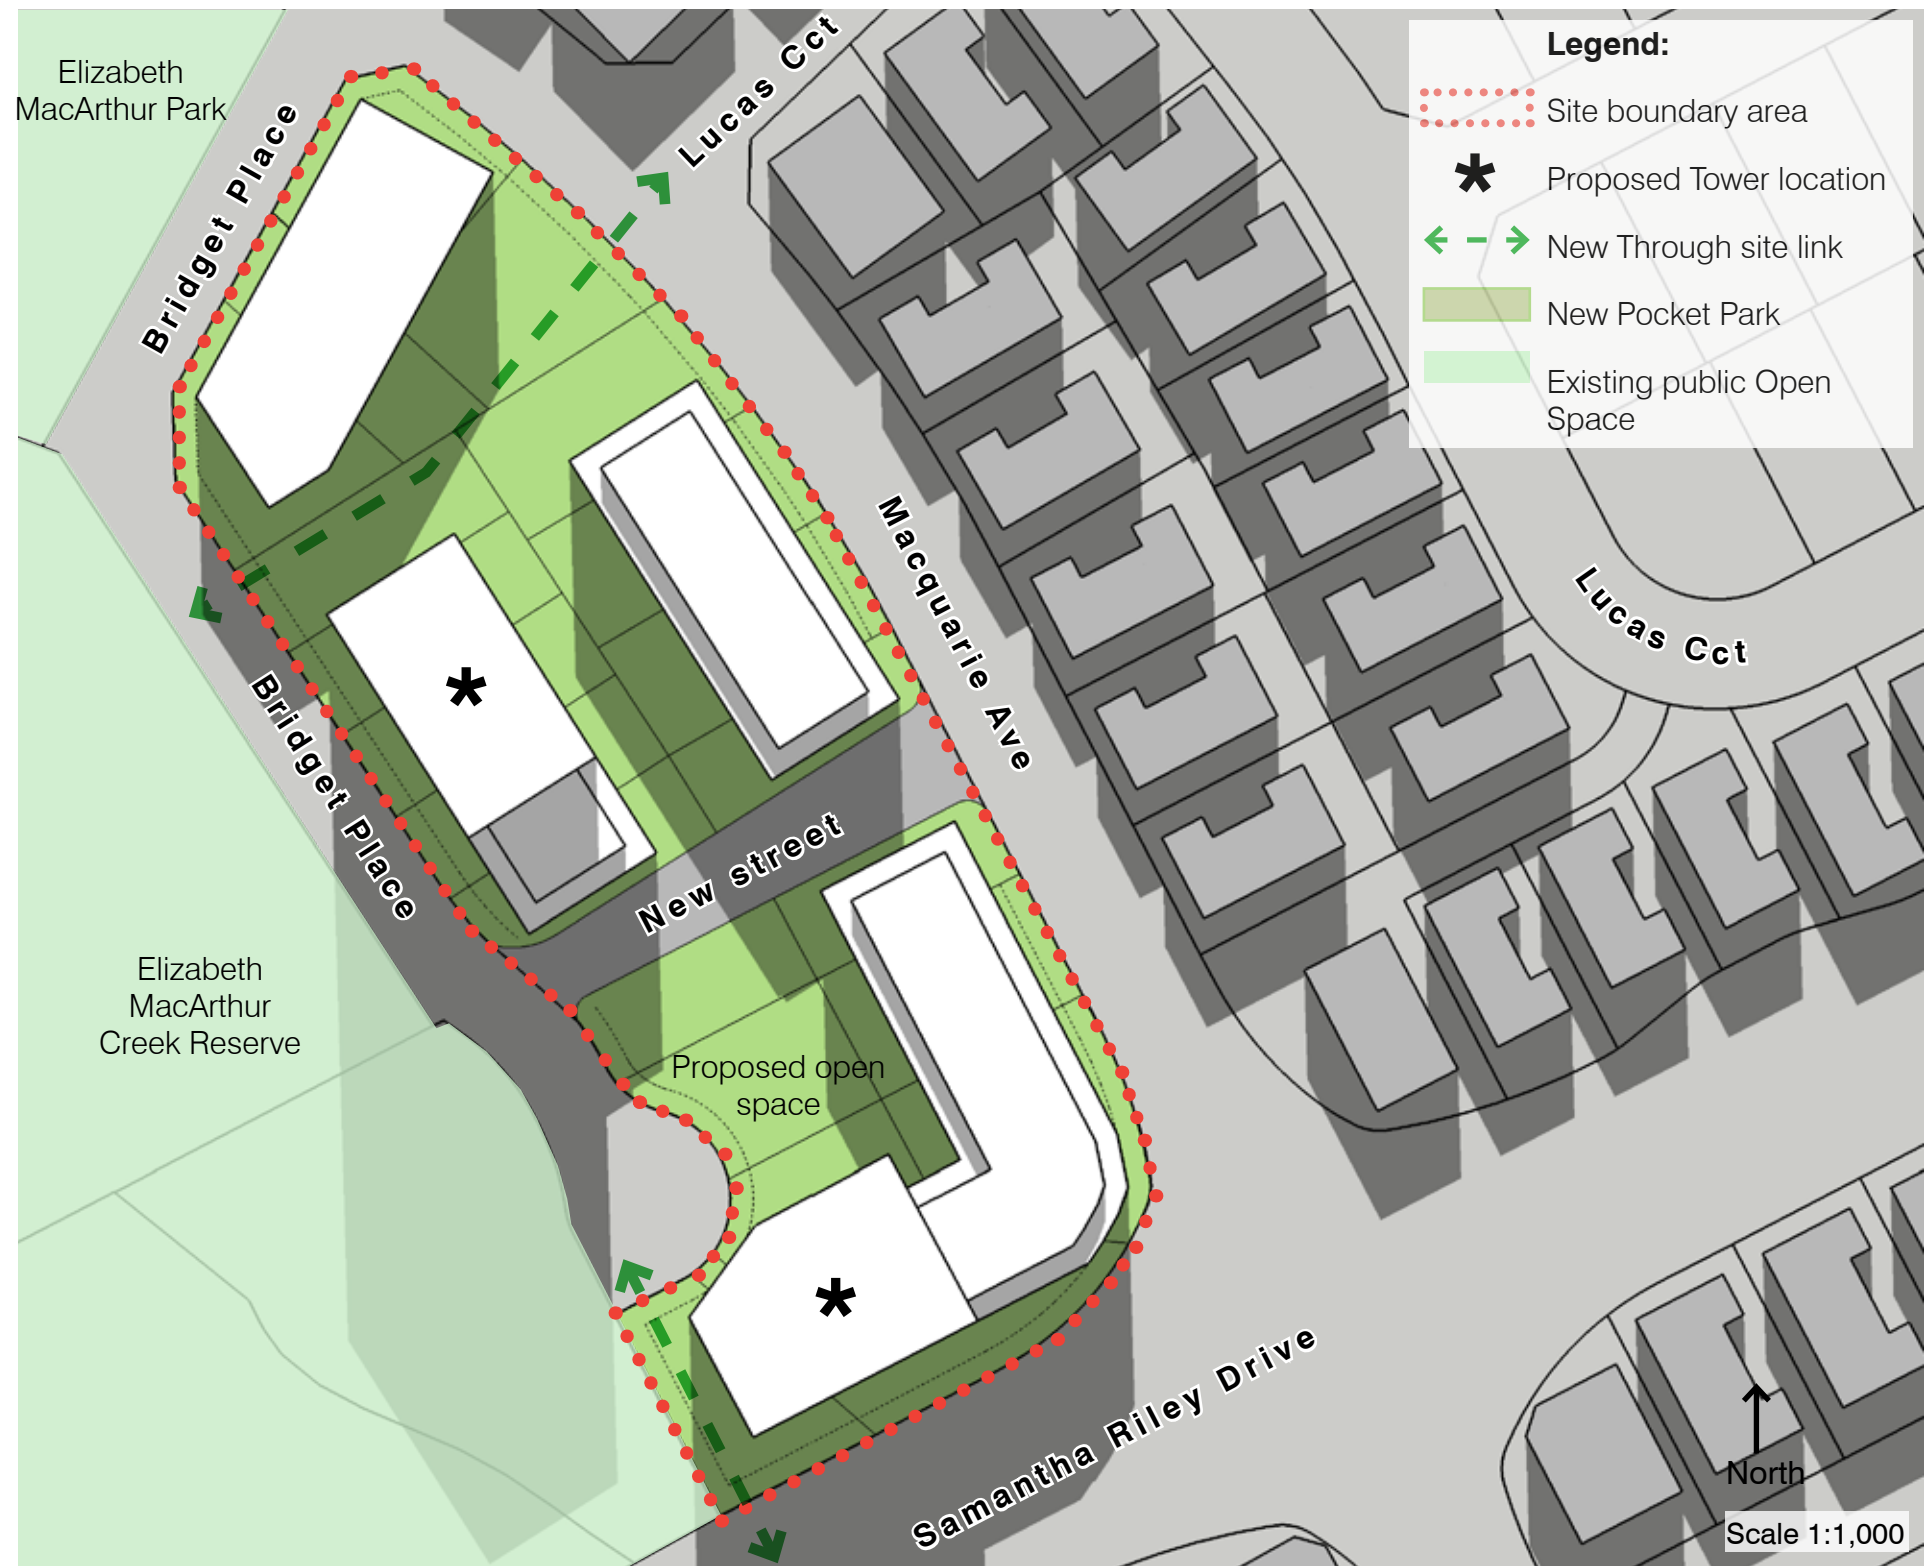 Elizabeth
MacArthur Park
Bridget Place
Lucas Cct
Legend:
Site boundary area
* Proposed Tower location
New Through site link
New Pocket Park
Existing public Open
Space
Macquarie Ave
Lucas Cct
*
Bridget Place
New street
Elizabeth
MacArthur
Creek Reserve
Proposed open
space
*
Samantha Riley Drive
North
Scale 1:1,000